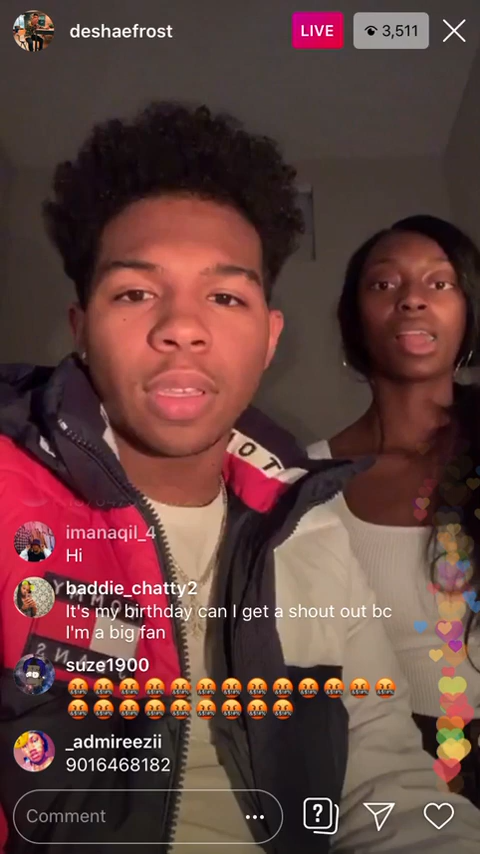 deshaefrost
LIVE
3,511
TO
imanaqil_4
Hi
baddie_chatty2
It's my birthday can I get a shout out bc
I'm a big fan
suze1900
🤬🤬🤬🤬🤬🤬🤬🤬🤬🤬🤬🤬🤬
🤬🤬🤬🤬🤬🤬🤬🤬🤬
_admireezii
9016468182
Comment